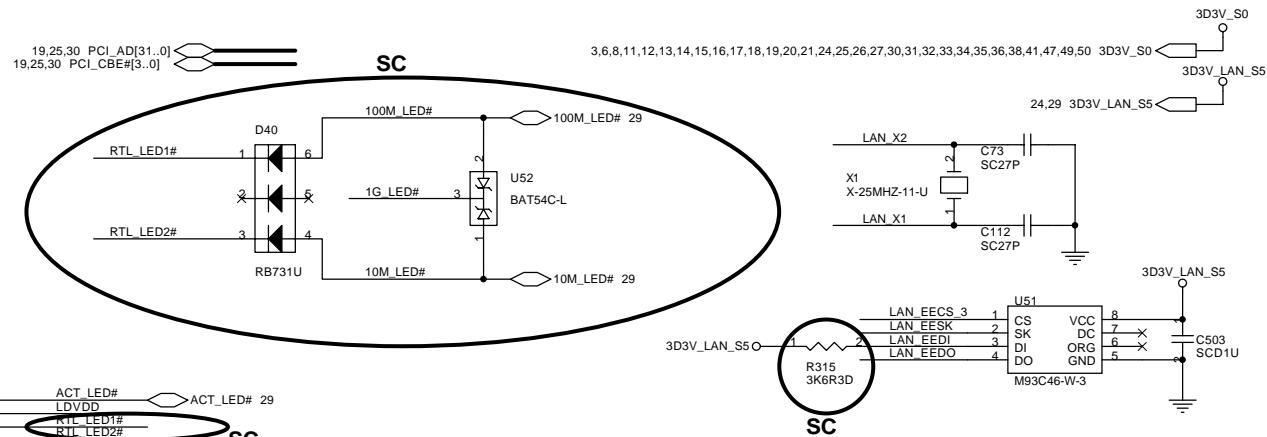 3D3V_S0
19,25,30 PCI_AD[31..0]
19,25,30 PCI_CBE#[3..0]
3,6,8,11,12,13,14,15,16,17,18,19,20,21,24,25,26,27,30,31,32,33,34,35,36,38,41,47,49,50 3D3V_S0
SC
3D3V_LAN_S5
24,29 3D3V_LAN_S5
100M_LED#
100M_LED# 29
D40
RTL_LED1#
1
6
2
U52
1G_LED#
3
BAT54C-L
2
5
RTL_LED2#
3
4
1
RB731U
10M_LED#
10M_LED# 29
LAN_X2
C73
SC27P
2
X1
X-25MHZ-11-U
1
LAN_X1
C112
SC27P
3D3V_LAN_S5
U51
LAN_EECS_3 1 CS VCC 8
LAN_EESK 2 SK DC 7
LAN_EEDI 3 DI ORG 6
LAN_EEDO 4 DO GND 5
M93C46-W-3
1
C503
SCD1U
2
3D3V_LAN_S5
1
2
R315
3K6R3D
SC
ACT_LED#
ACT_LED# 29
LDVDD
RTL_LED1#
RTL_LED2#
SC